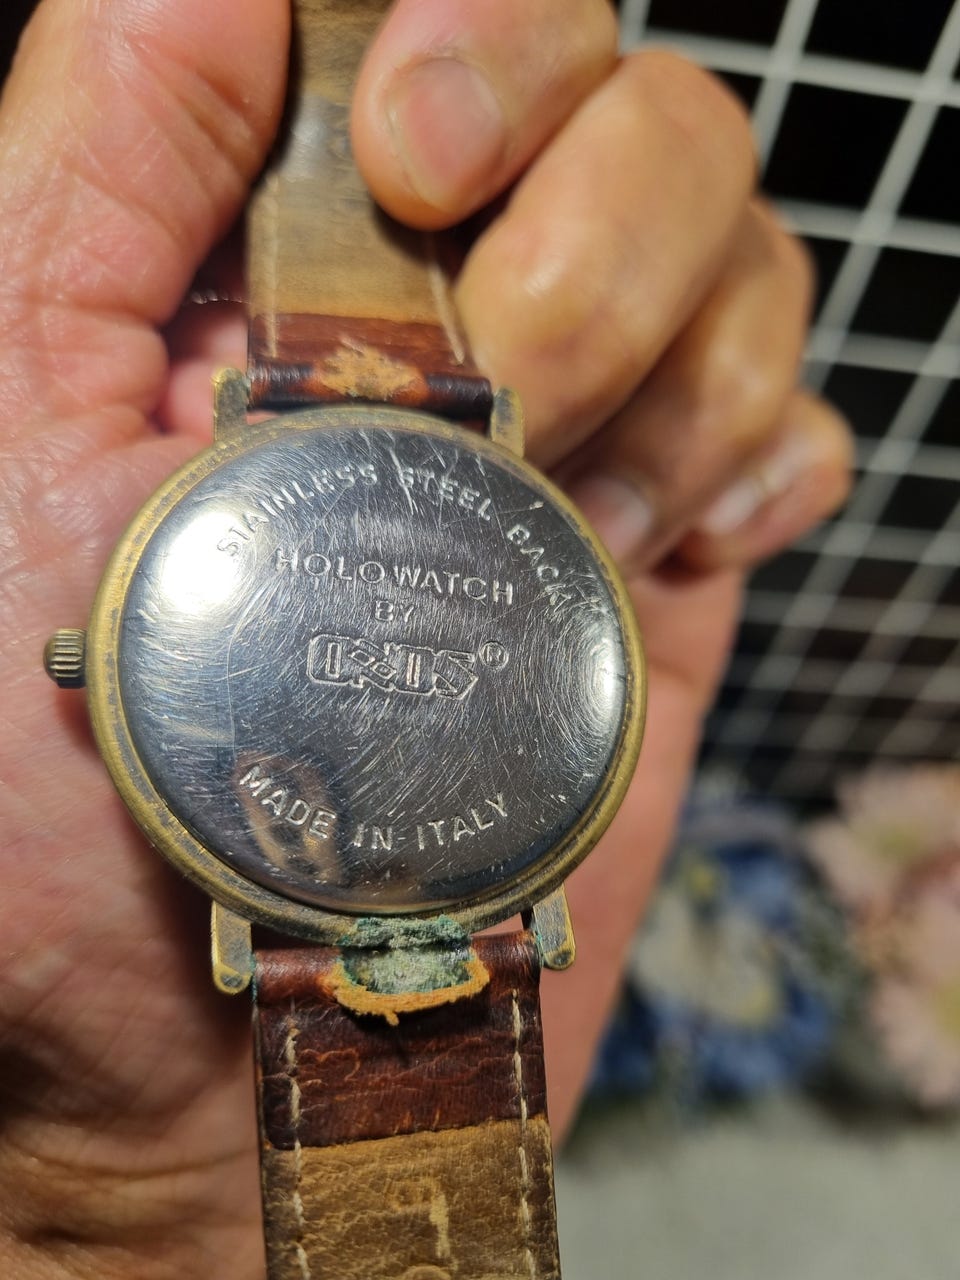 STAINLESS STEEL BACK
HOLOWATCH
BY
®
MADE IN ITALY